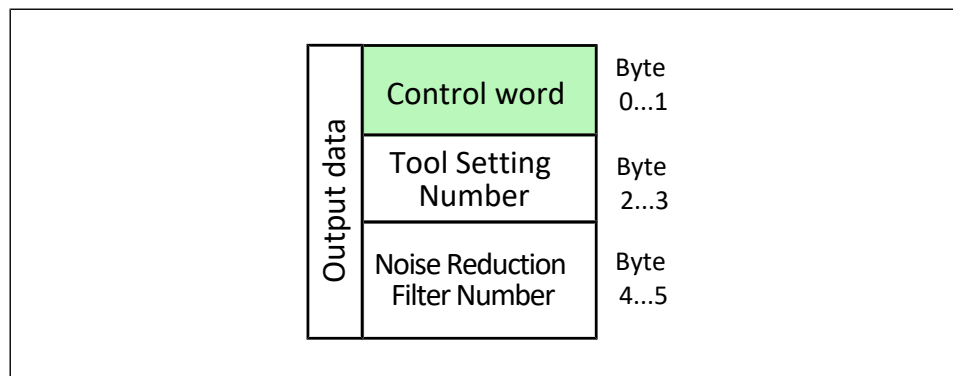 Output data
Control word
Byte
0...1
Tool Setting
Number
Byte
2...3
Noise Reduction
Filter Number
Byte
4...5